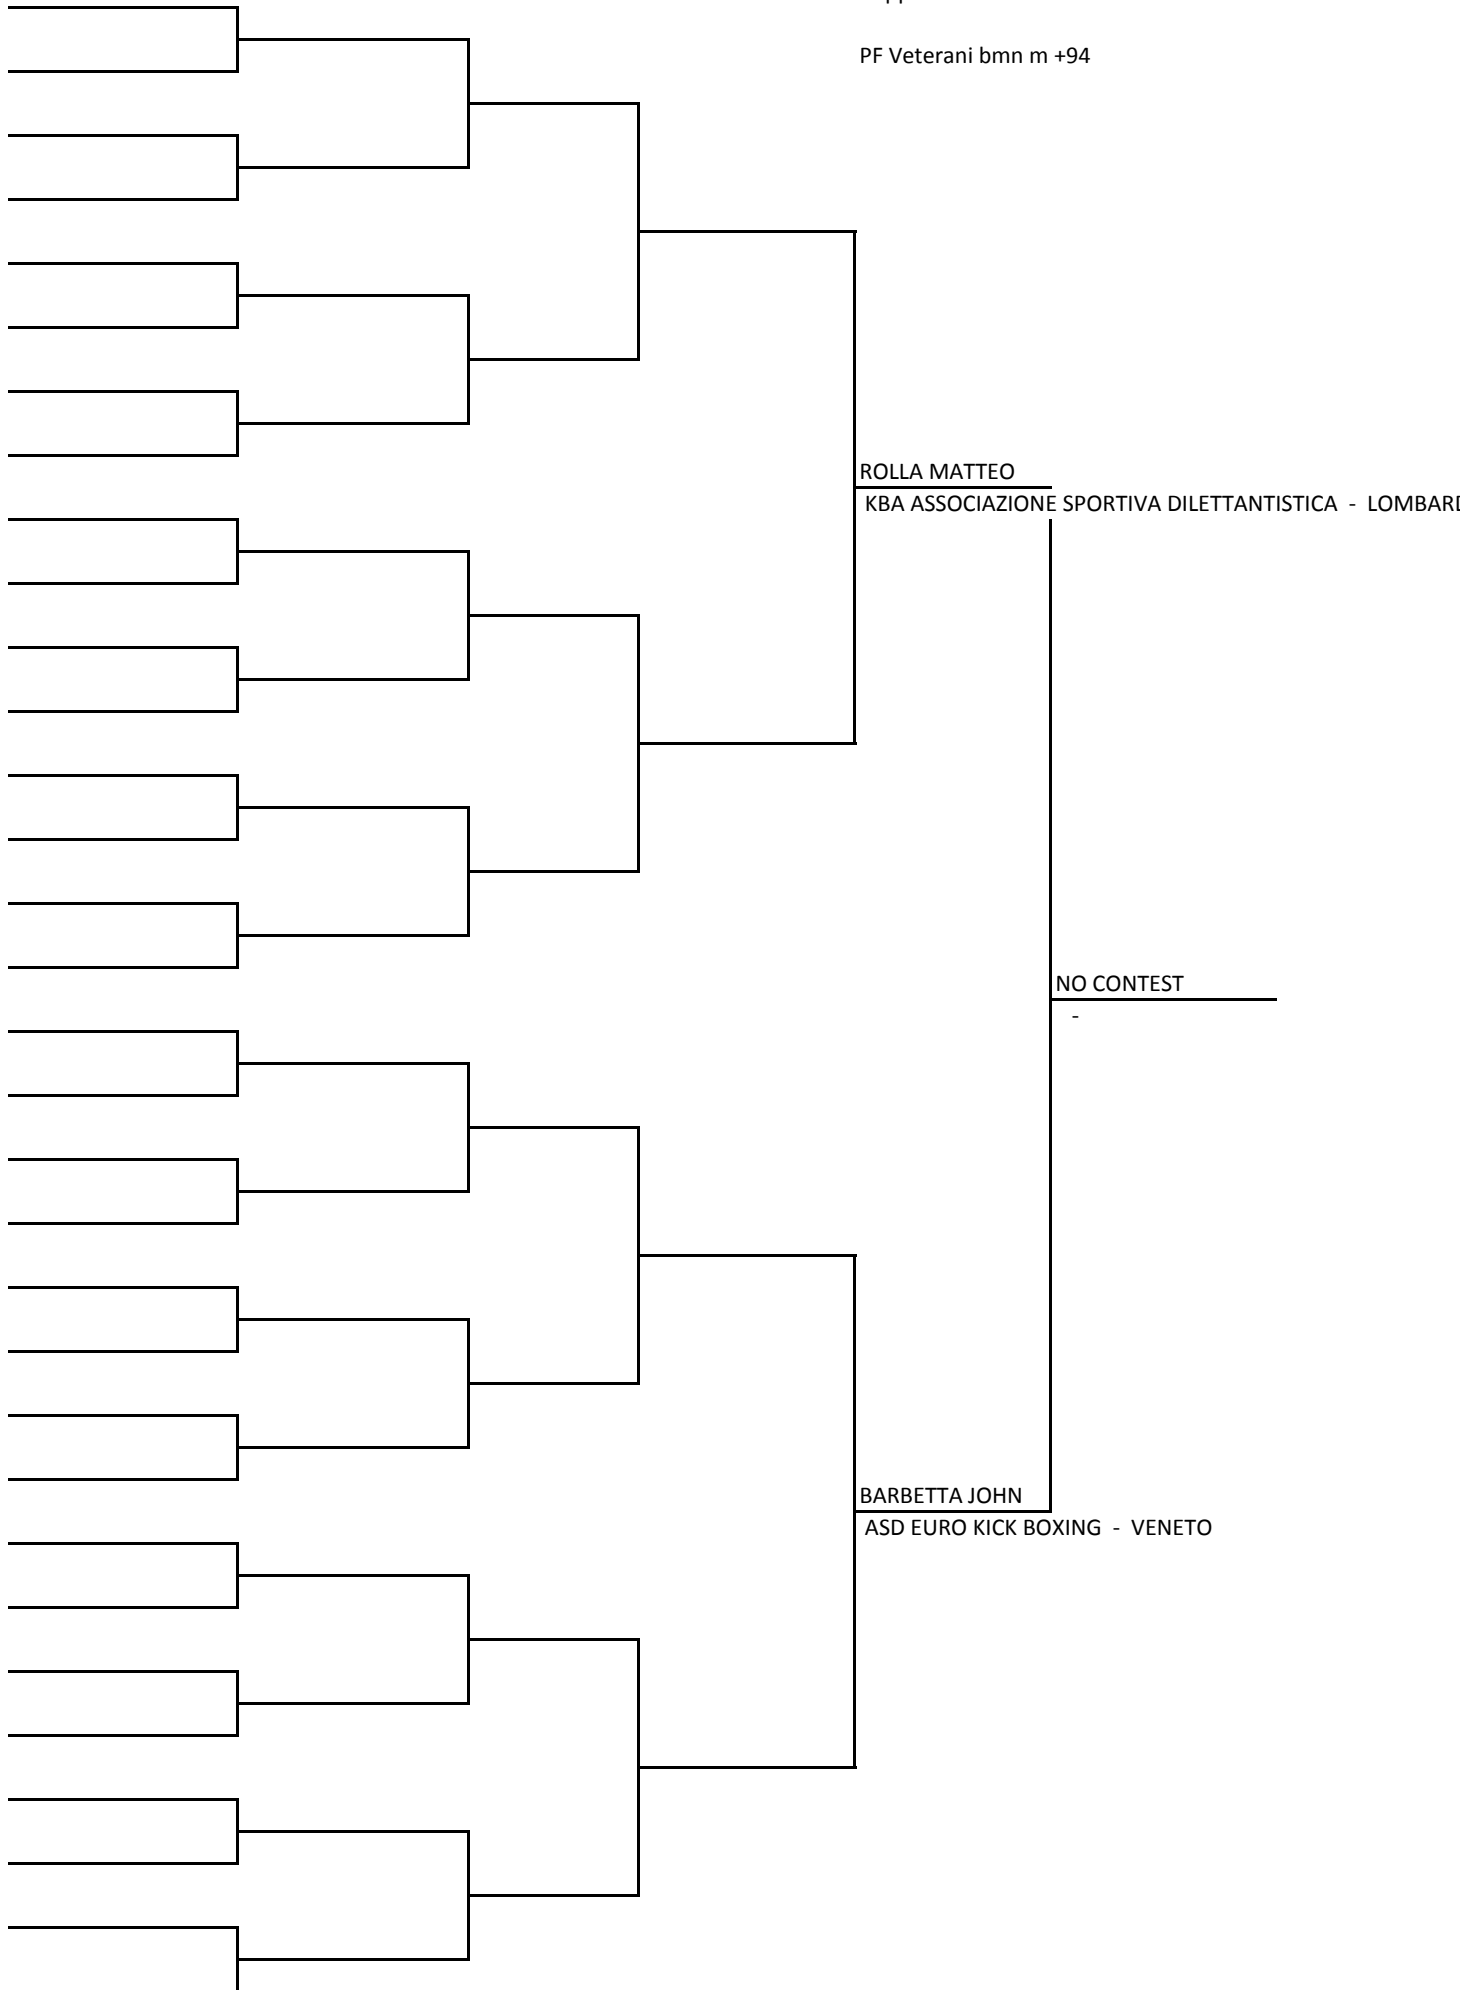 PF Veterani bmn m +94
ROLLA MATTEO
KBA ASSOCIAZIONE SPORTIVA DILETTANTISTICA - LOMBARD
NO CONTEST
-
BARBETTA JOHN
ASD EURO KICK BOXING - VENETO